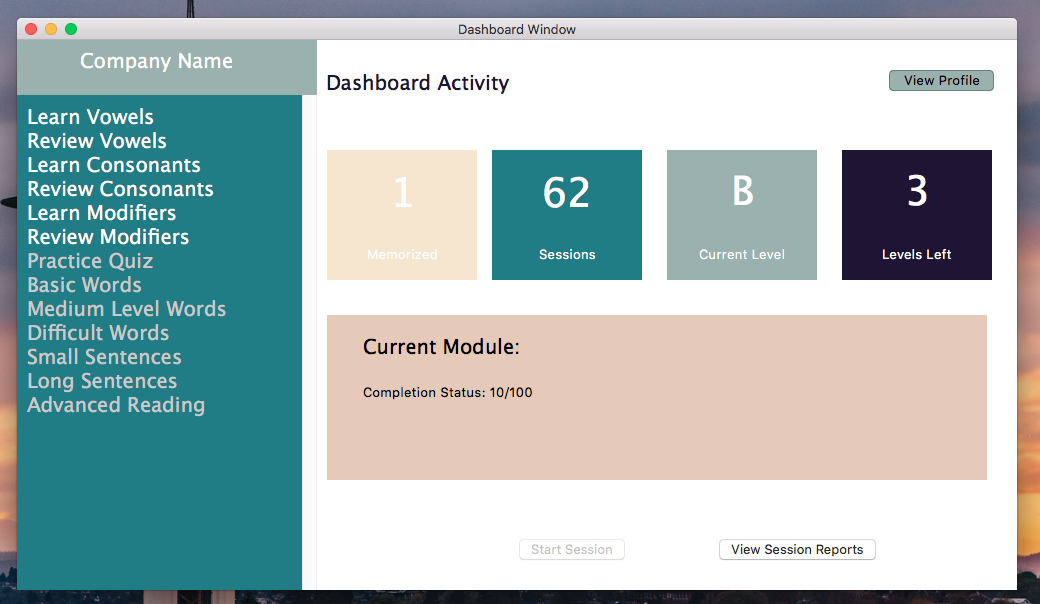 Dashboard Window
Company Name
Learn Vowels
Review Vowels
Learn Consonants
Review Consonants
Learn Modifiers
Review Modifiers
Practice Quiz
Basic Words
Medium Level Words
Difficult Words
Small Sentences
Long Sentences
Advanced Reading
Dashboard Activity
View Profile
1
Memorized
62
Sessions
B
Current Level
3
Levels Left
Current Module:
Completion Status: 10/100
Start Session
View Session Reports